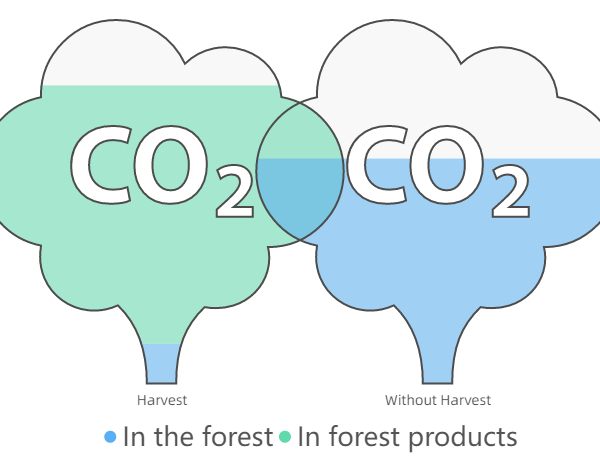 CO2 CO2
Harvest Without Harvest
In the forest In forest products